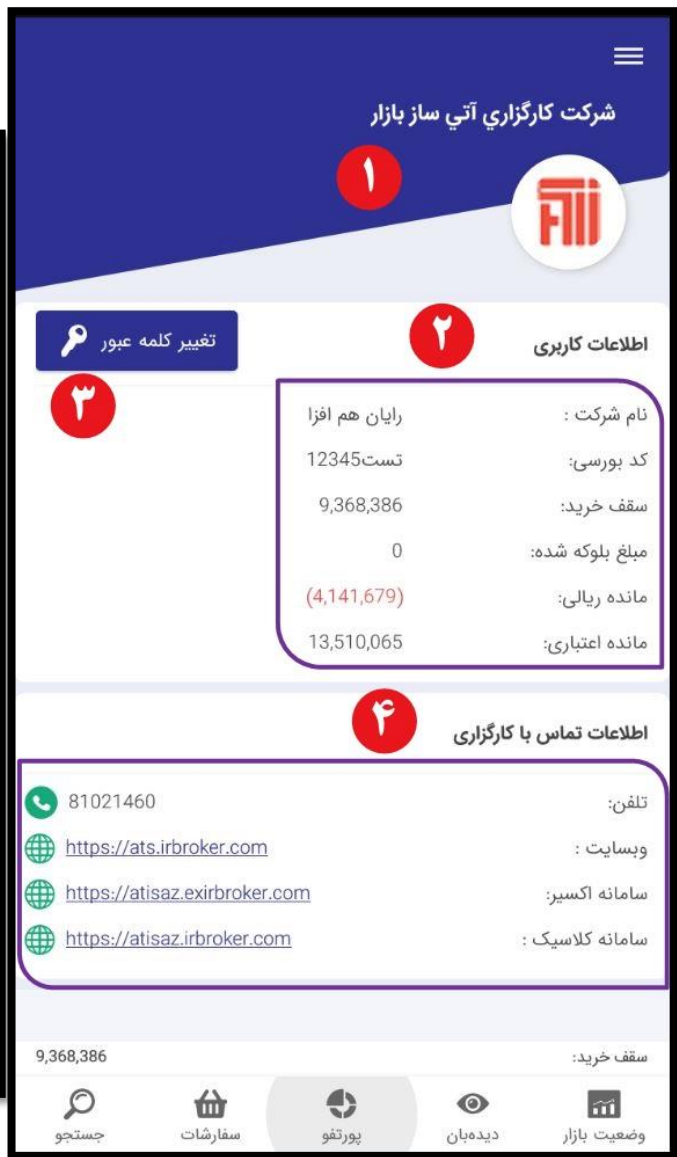 شرکت کارگزاري آتي ساز بازار
۱
اطلاعات کاربری
۲
تغییر کلمه عبور
۳
نام شرکت : رایان هم افزا
کد بورسی: تست12345
سقف خرید: 9,368,386
مبلغ بلوکه شده: 0
مانده ریالی: (4,141,679)
مانده اعتباری: 13,510,065
۴
اطلاعات تماس با کارگزاری
تلفن: 81021460
وبسایت : https://ats.irbroker.com
سامانه اکسیر: https://atisaz.exirbroker.com
سامانه کلاسیک : https://atisaz.irbroker.com
سقف خرید: 9,368,386
وضعیت بازار دیده‌بان پورتفو سفارشات جستجو